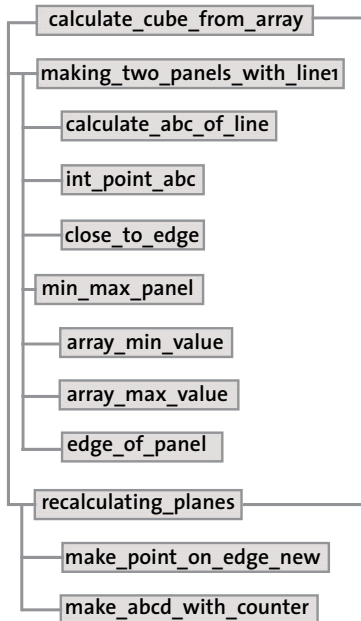 calculate_cube_from_array
making_two_panels_with_line1
calculate_abc_of_line
int_point_abc
close_to_edge
min_max_panel
array_min_value
array_max_value
edge_of_panel
recalculating_planes
make_point_on_edge_new
make_abcd_with_counter